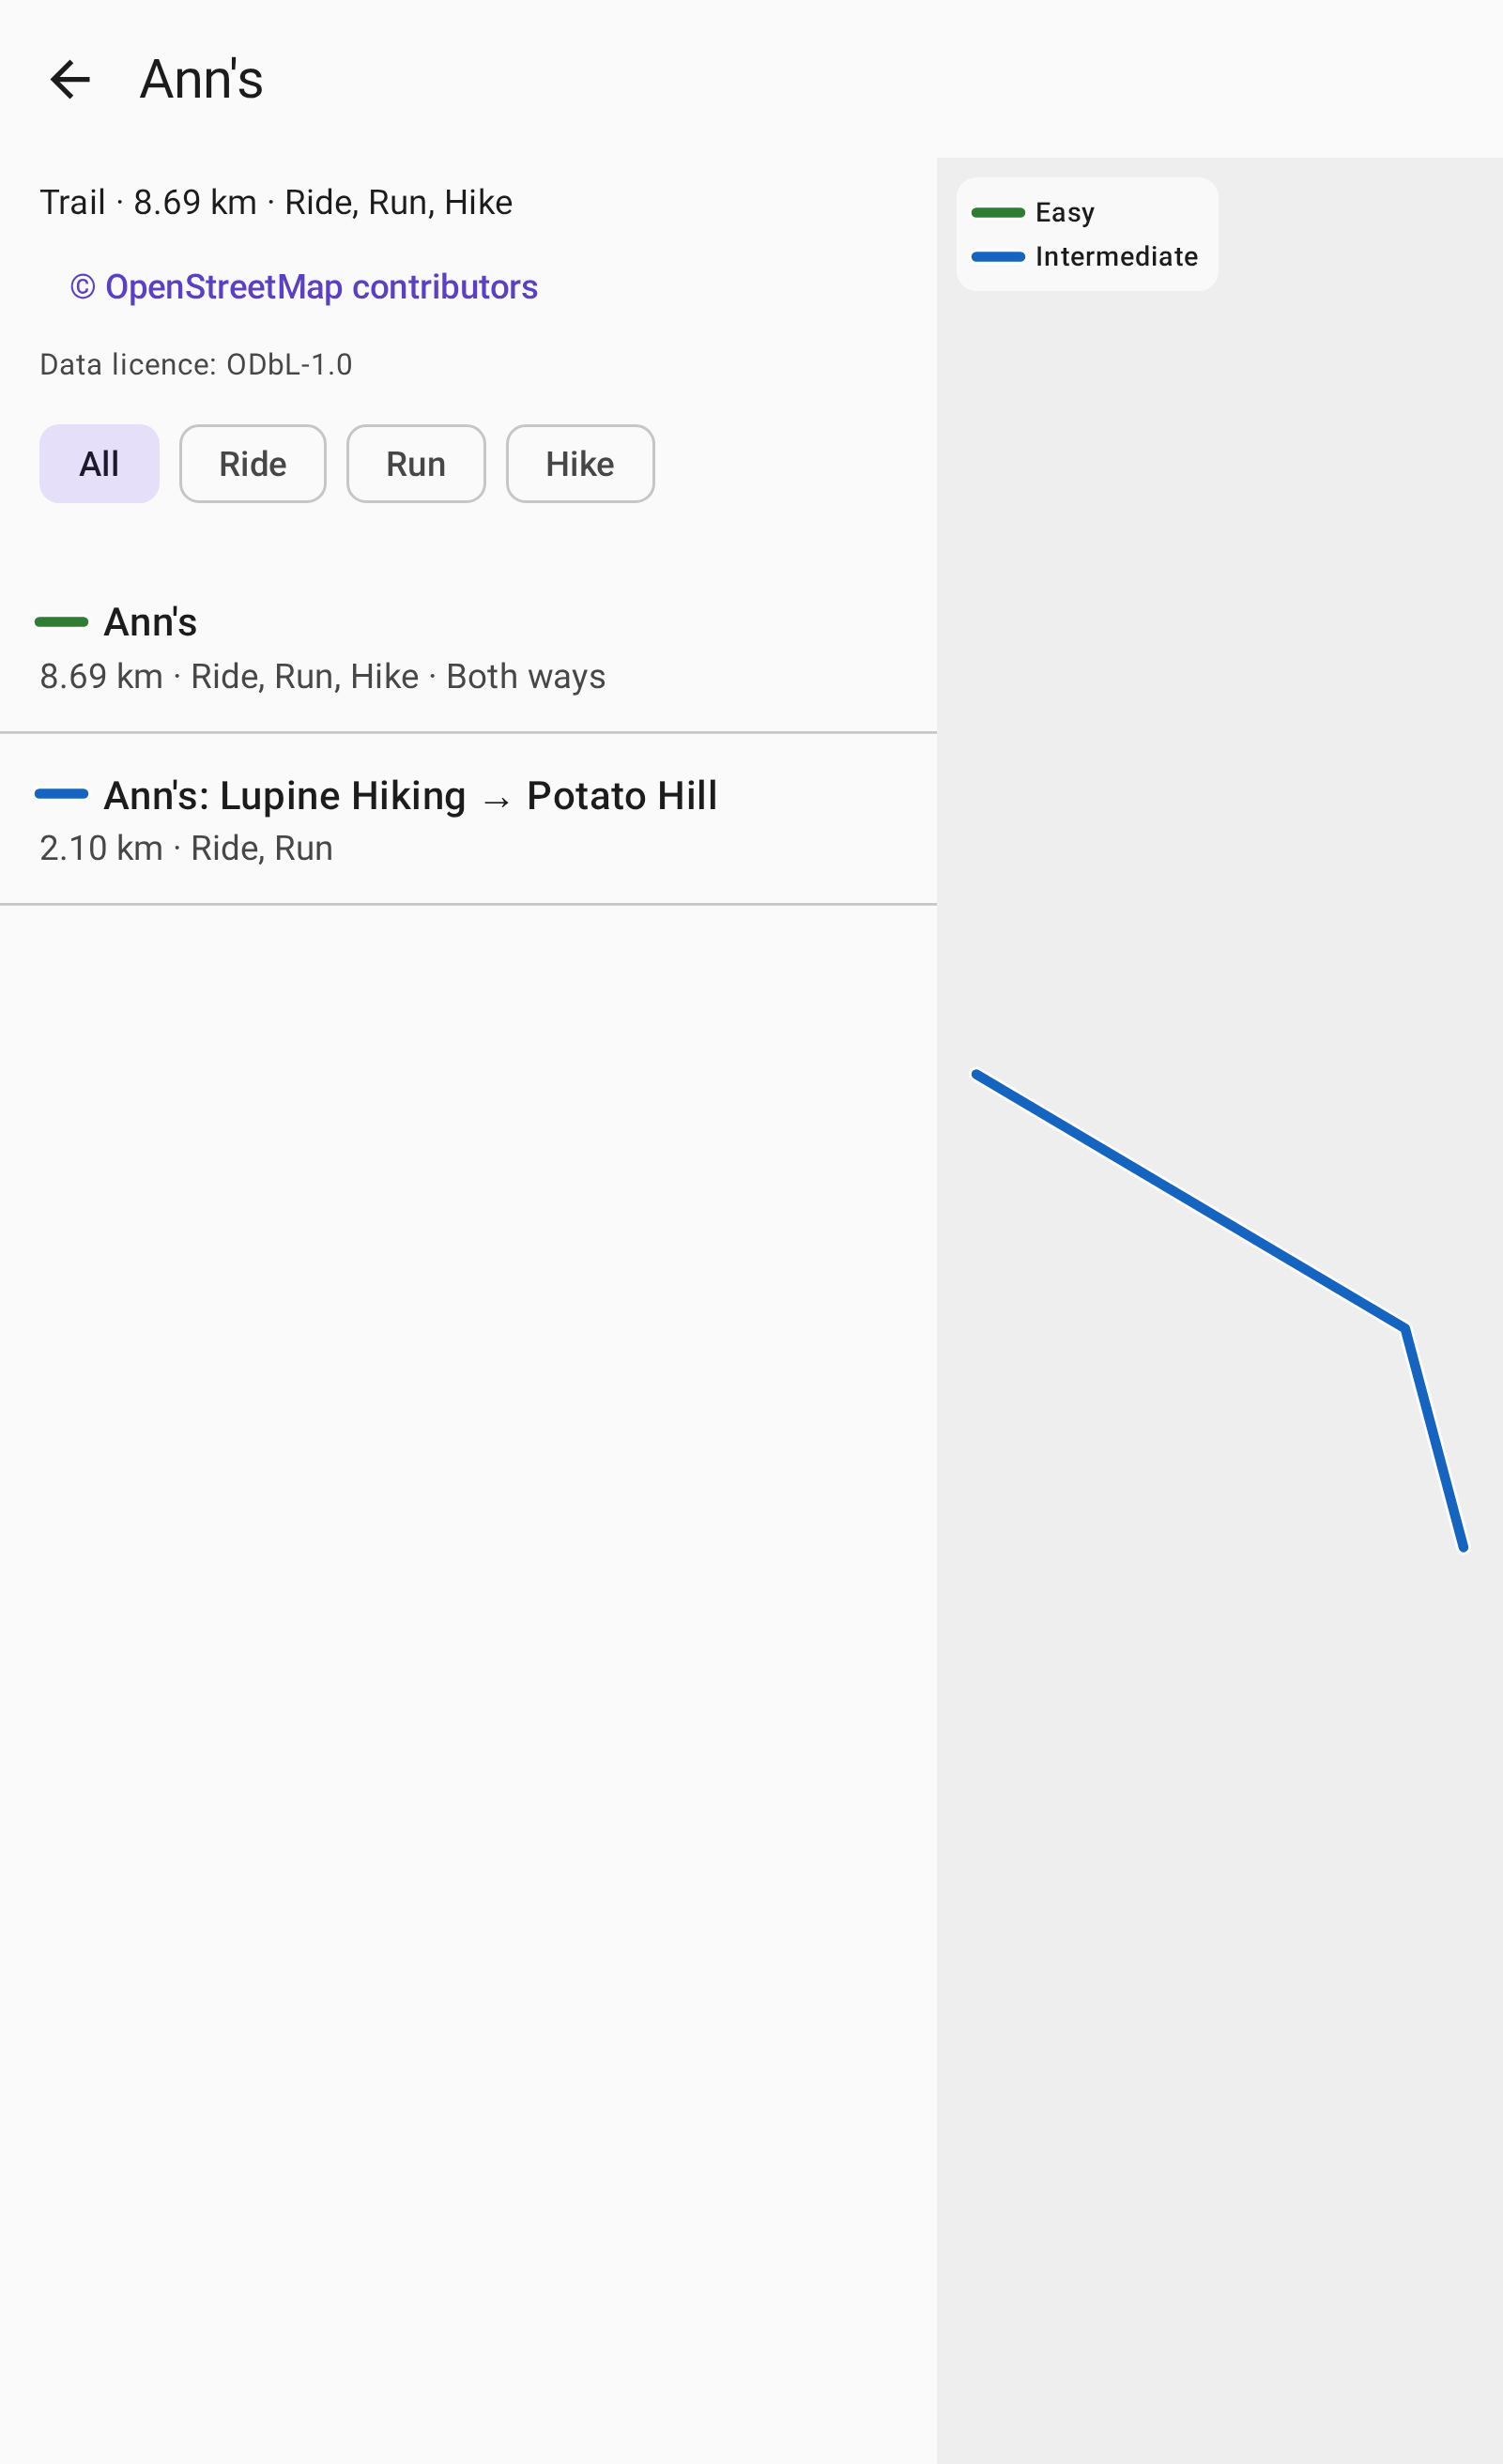 Ann's
Trail · 8.69 km · Ride, Run, Hike
© OpenStreetMap contributors
Data licence: ODbL-1.0
All
Ride
Run
Hike
Ann's
8.69 km · Ride, Run, Hike · Both ways
Ann's: Lupine Hiking → Potato Hill
2.10 km · Ride, Run
Easy
Intermediate